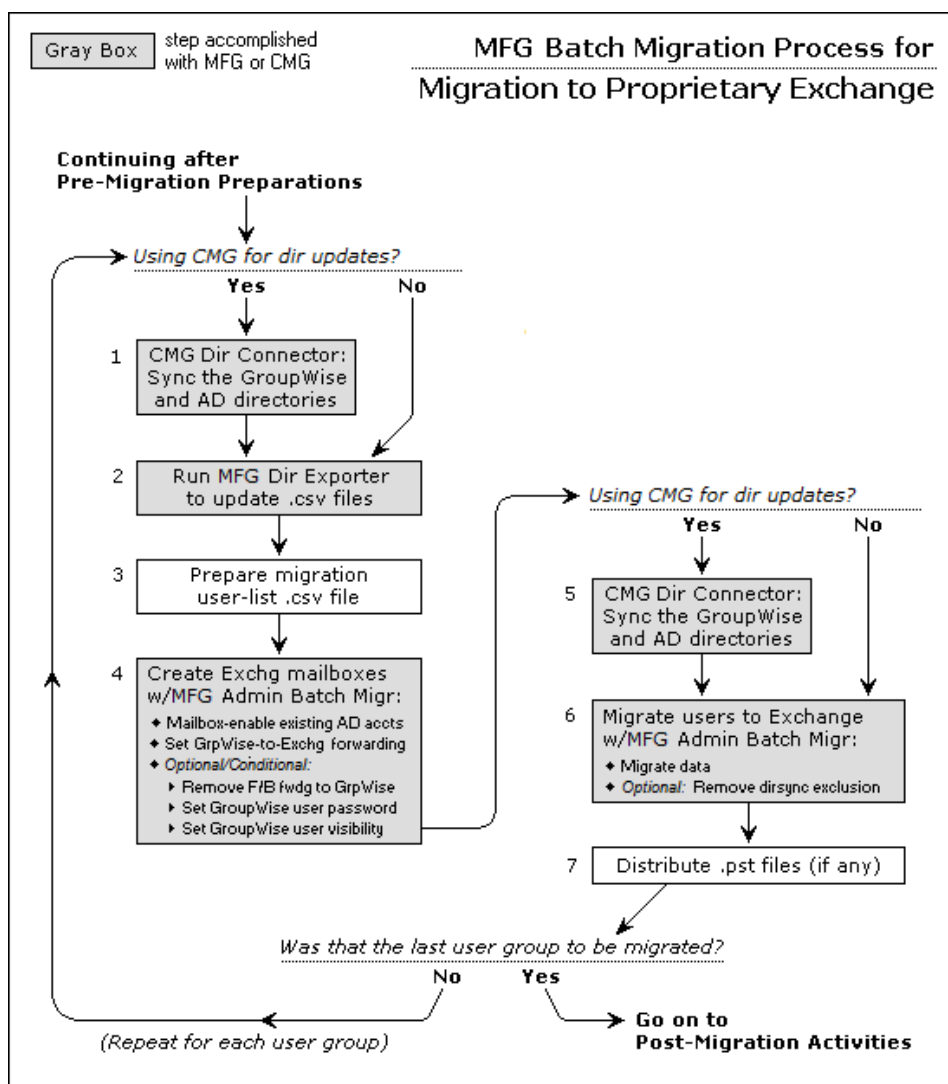 Gray Box
step accomplished
with MFG or CMG
MFG Batch Migration Process for
Migration to Proprietary Exchange
Continuing after
Pre-Migration Preparations
Using CMG for dir updates?
Yes
No
1
CMG Dir Connector:
Sync the GroupWise
and AD directories
2
Run MFG Dir Exporter
to update .csv files
3
Prepare migration
user-list .csv file
4
Create Exchg mailboxes
w/MFG Admin Batch Migr:
◆ Mailbox-enable existing AD accts
◆ Set GrpWise-to-Exchg forwarding
◆ Optional/Conditional:
▸ Remove F/B fwdg to GrpWise
▸ Set GroupWise user password
▸ Set GroupWise user visibility
Using CMG for dir updates?
Yes
No
5
CMG Dir Connector:
Sync the GroupWise
and AD directories
6
Migrate users to Exchange
w/MFG Admin Batch Migr:
◆ Migrate data
◆ Optional: Remove dirsync exclusion
7
Distribute .pst files (if any)
Was that the last user group to be migrated?
No
Yes
(Repeat for each user group)
Go on to
Post-Migration Activities